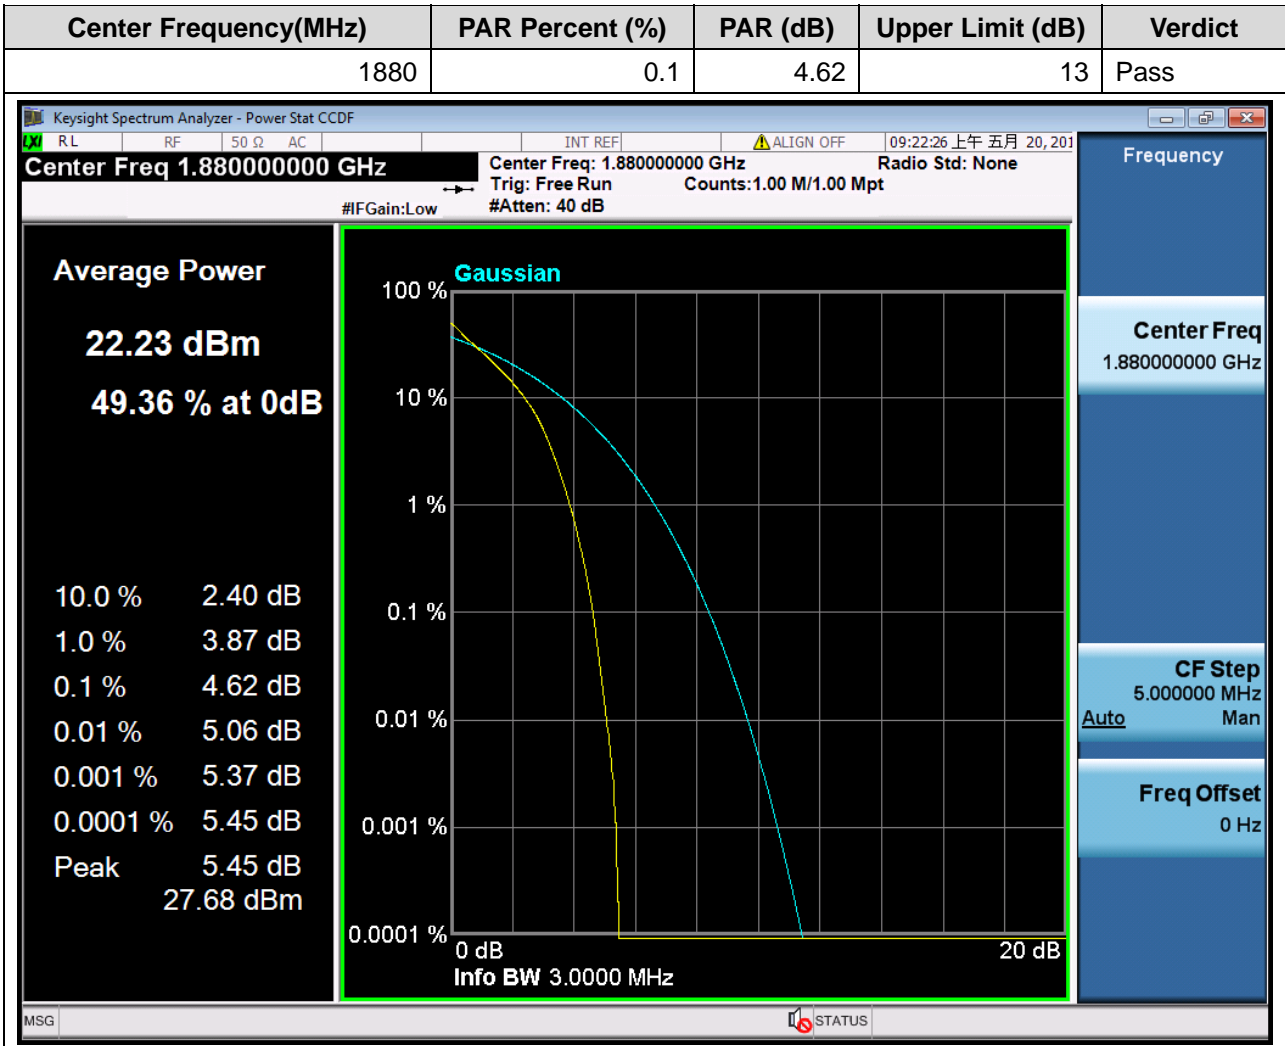 Center Frequency(MHz) PAR Percent (%) PAR (dB) Upper Limit (dB) Verdict
1880 0.1 4.62 13 Pass
Keysight Spectrum Analyzer - Power Stat CCDF
LXI RL RF 50 Ω AC INT REF ALIGN OFF 09:22:26 上午 五月 20, 201
Center Freq 1.880000000 GHz
Center Freq: 1.880000000 GHz Radio Std: None
Trig: Free Run Counts:1.00 M/1.00 Mpt
#IFGain:Low #Atten: 40 dB
Average Power
22.23 dBm
49.36 % at 0dB
10.0 % 2.40 dB
1.0 % 3.87 dB
0.1 % 4.62 dB
0.01 % 5.06 dB
0.001 % 5.37 dB
0.0001 % 5.45 dB
Peak 5.45 dB
27.68 dBm
Gaussian
100 %
10 %
1 %
0.1 %
0.01 %
0.001 %
0.0001 %
0 dB 20 dB
Info BW 3.0000 MHz
Frequency
Center Freq
1.880000000 GHz
CF Step
5.000000 MHz
Auto Man
Freq Offset
0 Hz
MSG STATUS